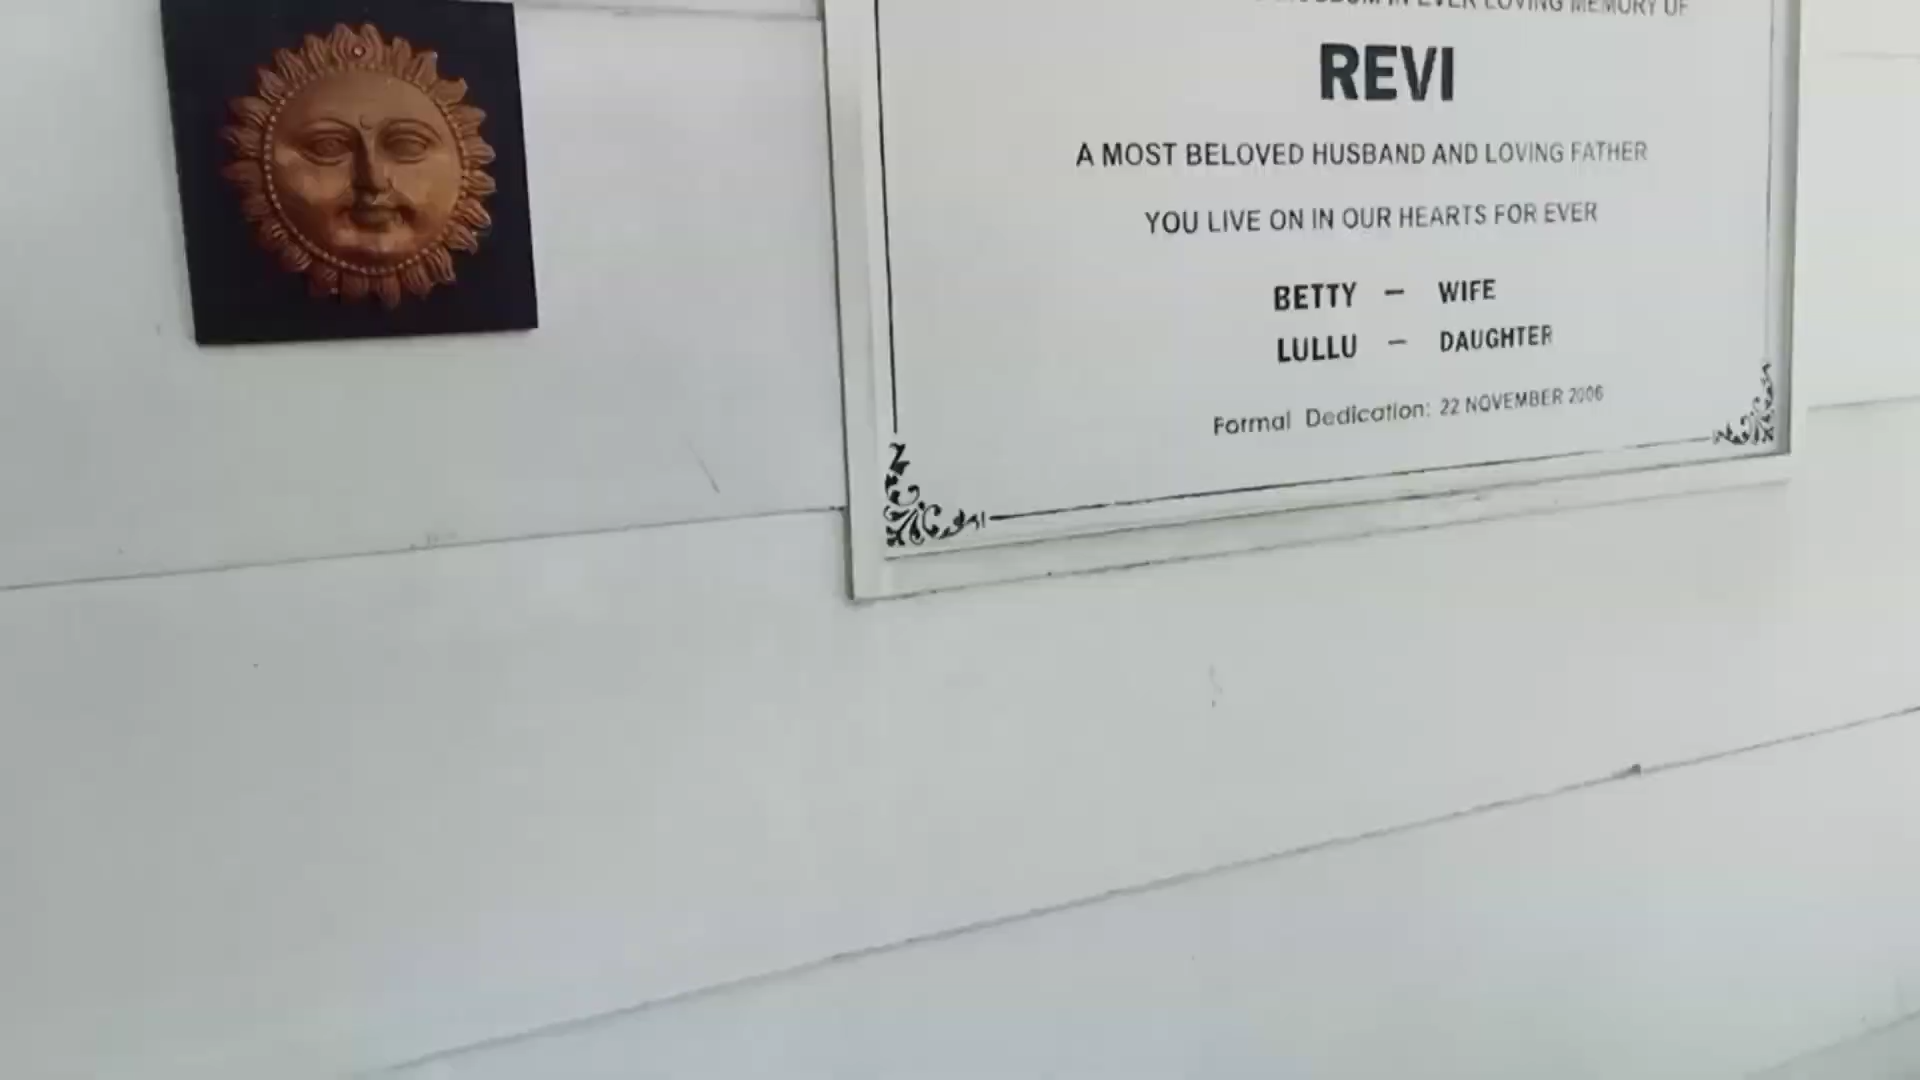 IN EVER LOVING MEMORY OF
REVI
A MOST BELOVED HUSBAND AND LOVING FATHER
YOU LIVE ON IN OUR HEARTS FOR EVER
BETTY – WIFE
LULLU – DAUGHTER
Formal Dedication: 22 NOVEMBER 2006